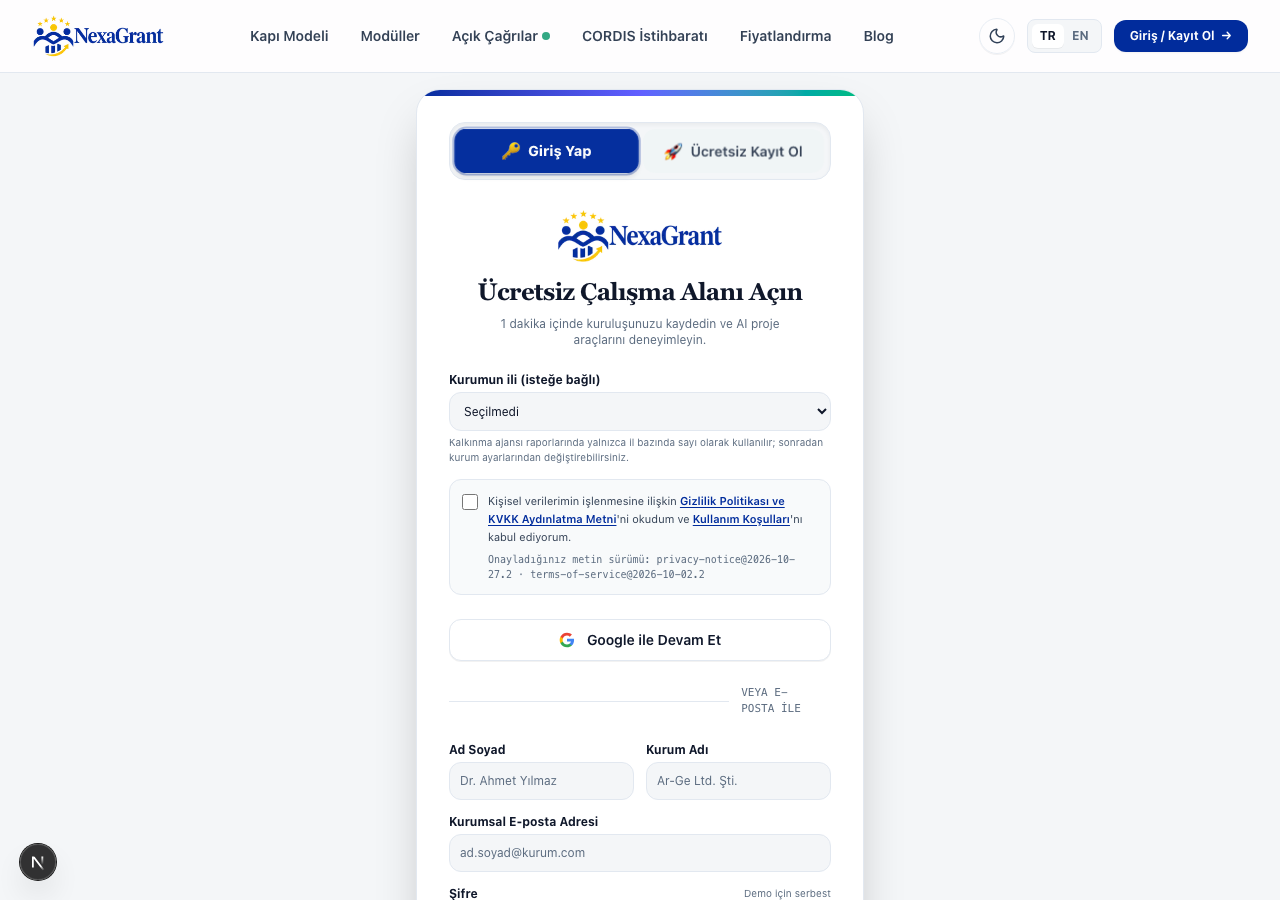 NexaGrant
Kapı Modeli
Modüller
Açık Çağrılar
CORDIS İstihbaratı
Fiyatlandırma
Blog
TR
EN
Giriş / Kayıt Ol →
🔑 Giriş Yap
🚀 Ücretsiz Kayıt Ol
NexaGrant
Ücretsiz Çalışma Alanı Açın
1 dakika içinde kuruluşunuzu kaydedin ve AI proje
araçlarını deneyimleyin.
Kurumun ili (isteğe bağlı)
Seçilmedi
Kalkınma ajansı raporlarında yalnızca il bazında sayı olarak kullanılır; sonradan
kurum ayarlarından değiştirebilirsiniz.
Kişisel verilerimin işlenmesine ilişkin Gizlilik Politikası ve
KVKK Aydınlatma Metni'ni okudum ve Kullanım Koşulları'nı
kabul ediyorum.
Onayladığınız metin sürümü: privacy-notice@2026-10-
27.2 · terms-of-service@2026-10-02.2
Google ile Devam Et
VEYA E-
POSTA İLE
Ad Soyad
Kurum Adı
Dr. Ahmet Yılmaz
Ar-Ge Ltd. Şti.
Kurumsal E-posta Adresi
ad.soyad@kurum.com
Şifre
Demo için serbest
N